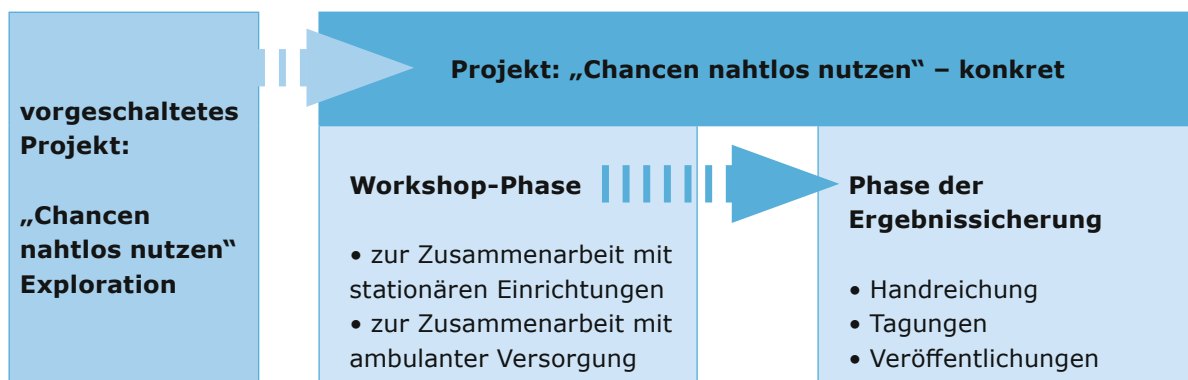 vorgeschaltetes
Projekt:
„Chancen
nahtlos nutzen“
Exploration
Projekt: „Chancen nahtlos nutzen“ – konkret
Workshop-Phase
• zur Zusammenarbeit mit
stationären Einrichtungen
• zur Zusammenarbeit mit
ambulanter Versorgung
Phase der
Ergebnissicherung
• Handreichung
• Tagungen
• Veröffentlichungen